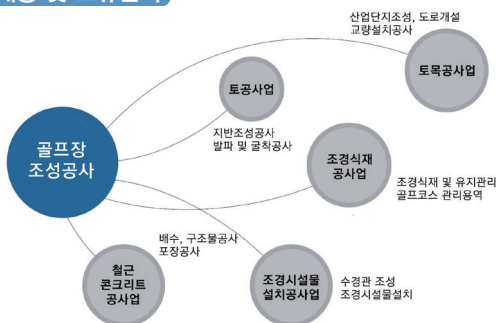 산업단지조성, 도로개설
교량설치공사
토목공사업
토공사업
지반조성공사
발파 및 굴착공사
골프장
조성공사
조경식재
공사업
조경식재 및 유지관리
골프코스 관리용역
배수, 구조물공사
포장공사
철근
콘크리트
공사업
조경시설물
설치공사업
수경관 조성
조경시설물설치